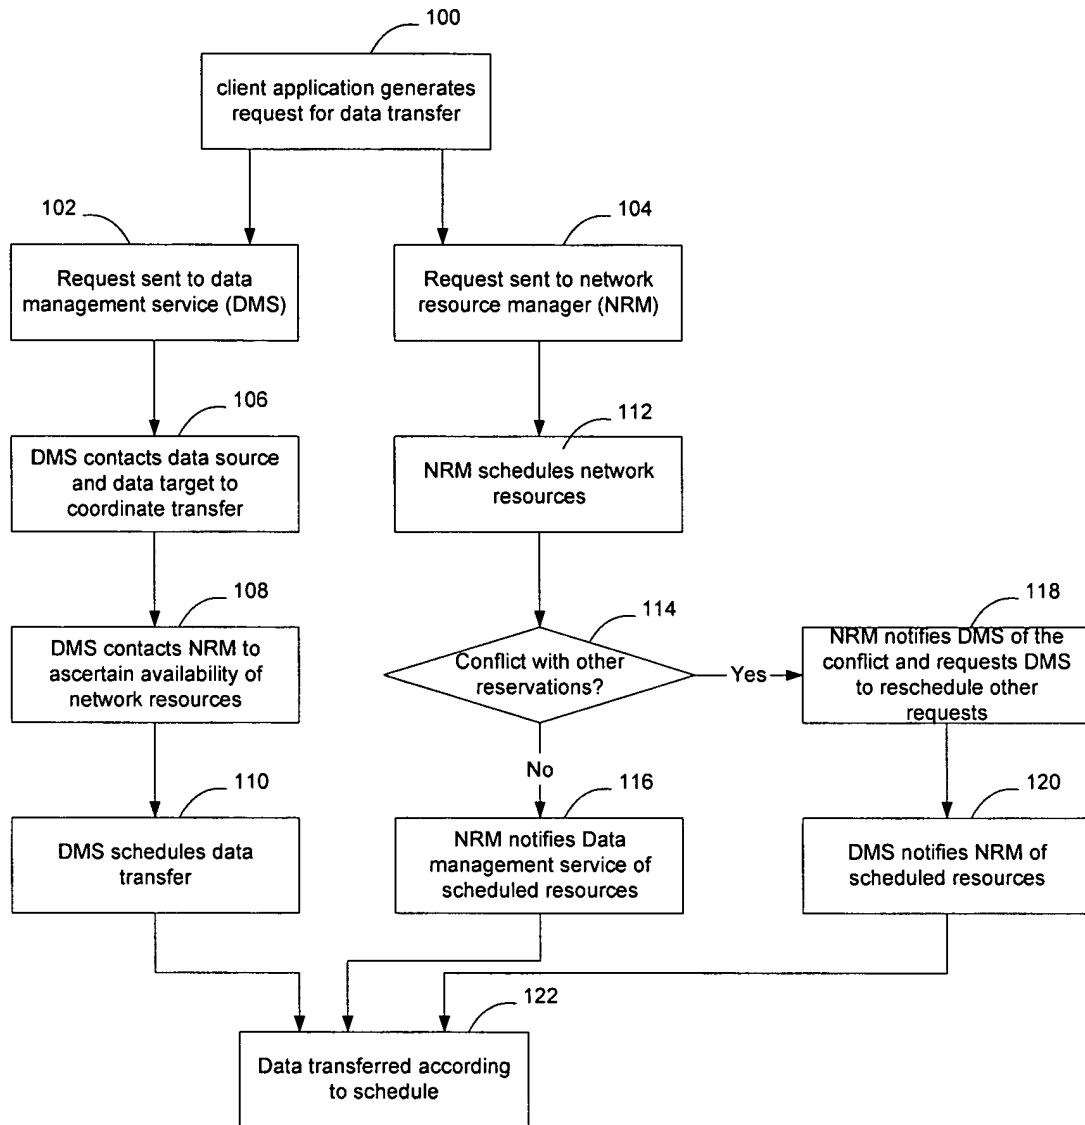 100
client application generates
request for data transfer
102
104
Request sent to data
management service (DMS)
Request sent to network
resource manager (NRM)
106
112
DMS contacts data source
and data target to
coordinate transfer
NRM schedules network
resources
108
114
118
DMS contacts NRM to
ascertain availability of
network resources
Conflict with other
reservations?
Yes
NRM notifies DMS of the
conflict and requests DMS
to reschedule other
requests
No
110
116
120
DMS schedules data
transfer
NRM notifies Data
management service of
scheduled resources
DMS notifies NRM of
scheduled resources
122
Data transferred according
to schedule